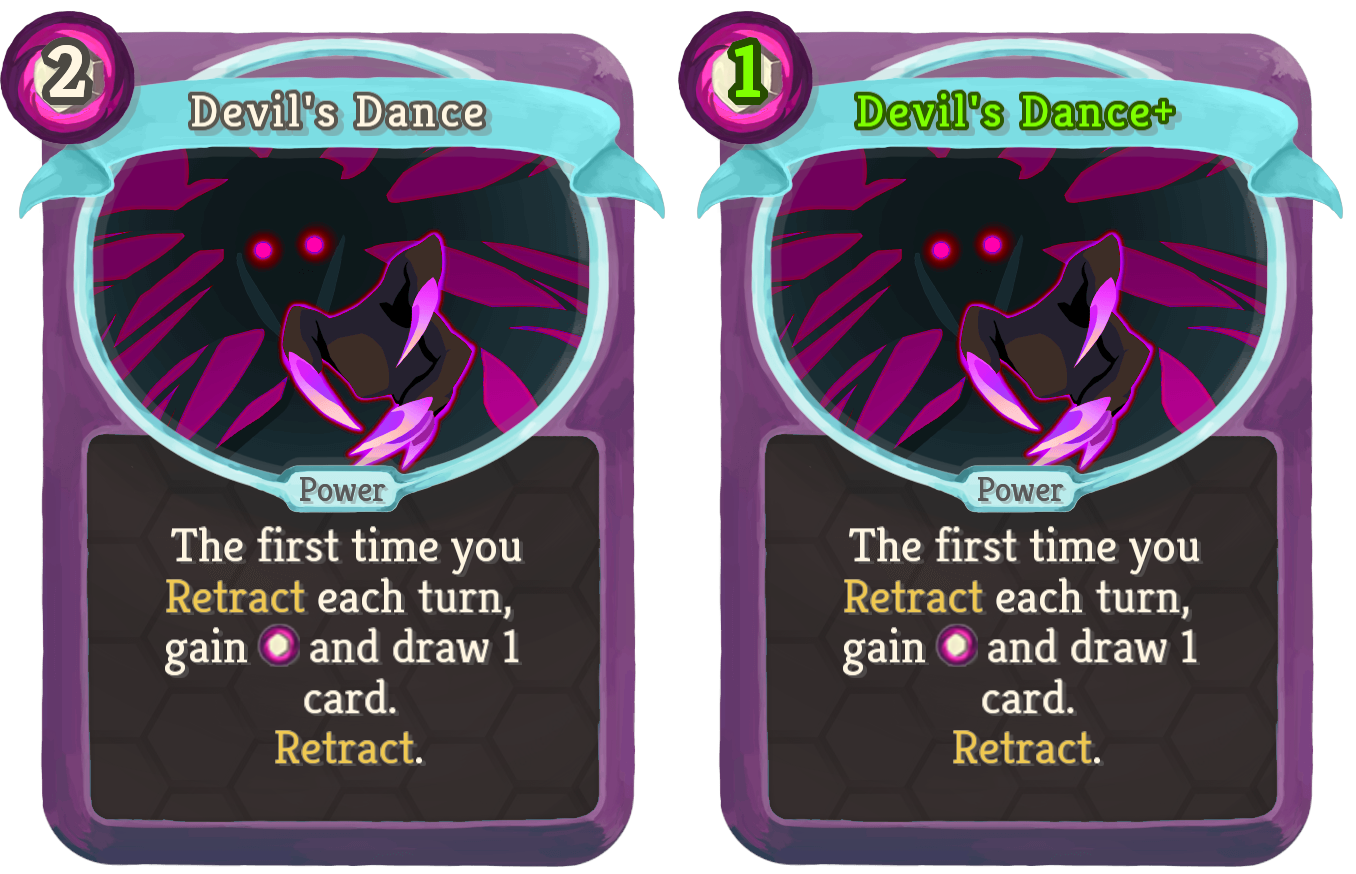 2
Devil's Dance
Power
The first time you
Retract each turn,
gain and draw 1
card.
Retract.
1
Devil's Dance+
Power
The first time you
Retract each turn,
gain and draw 1
card.
Retract.